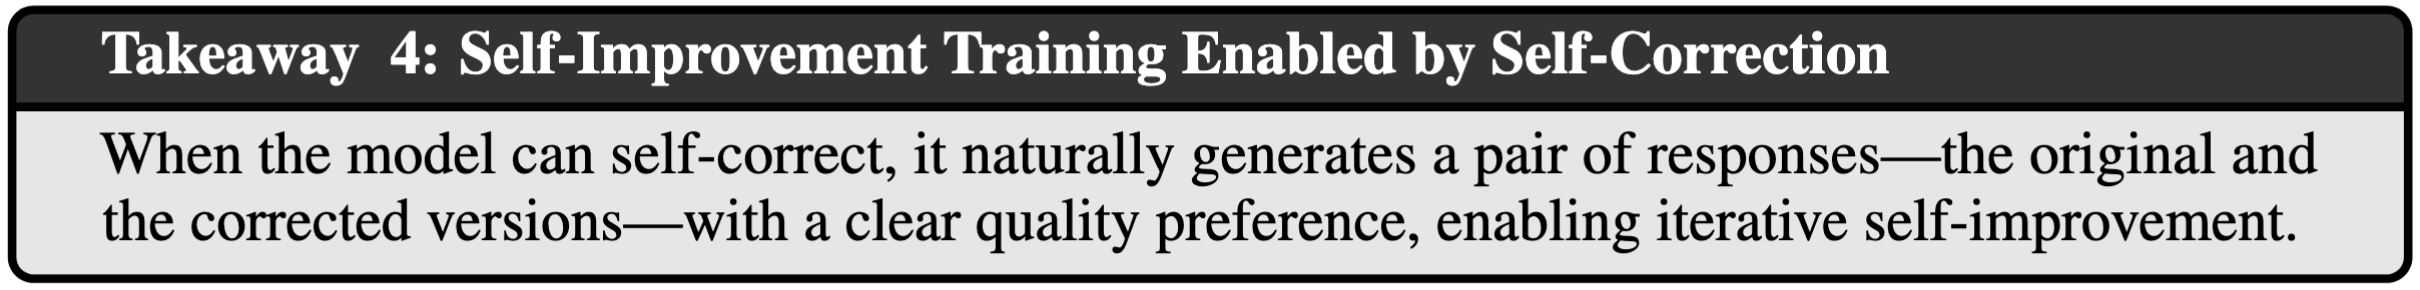 Takeaway 4: Self-Improvement Training Enabled by Self-Correction
When the model can self-correct, it naturally generates a pair of responses—the original and
the corrected versions—with a clear quality preference, enabling iterative self-improvement.